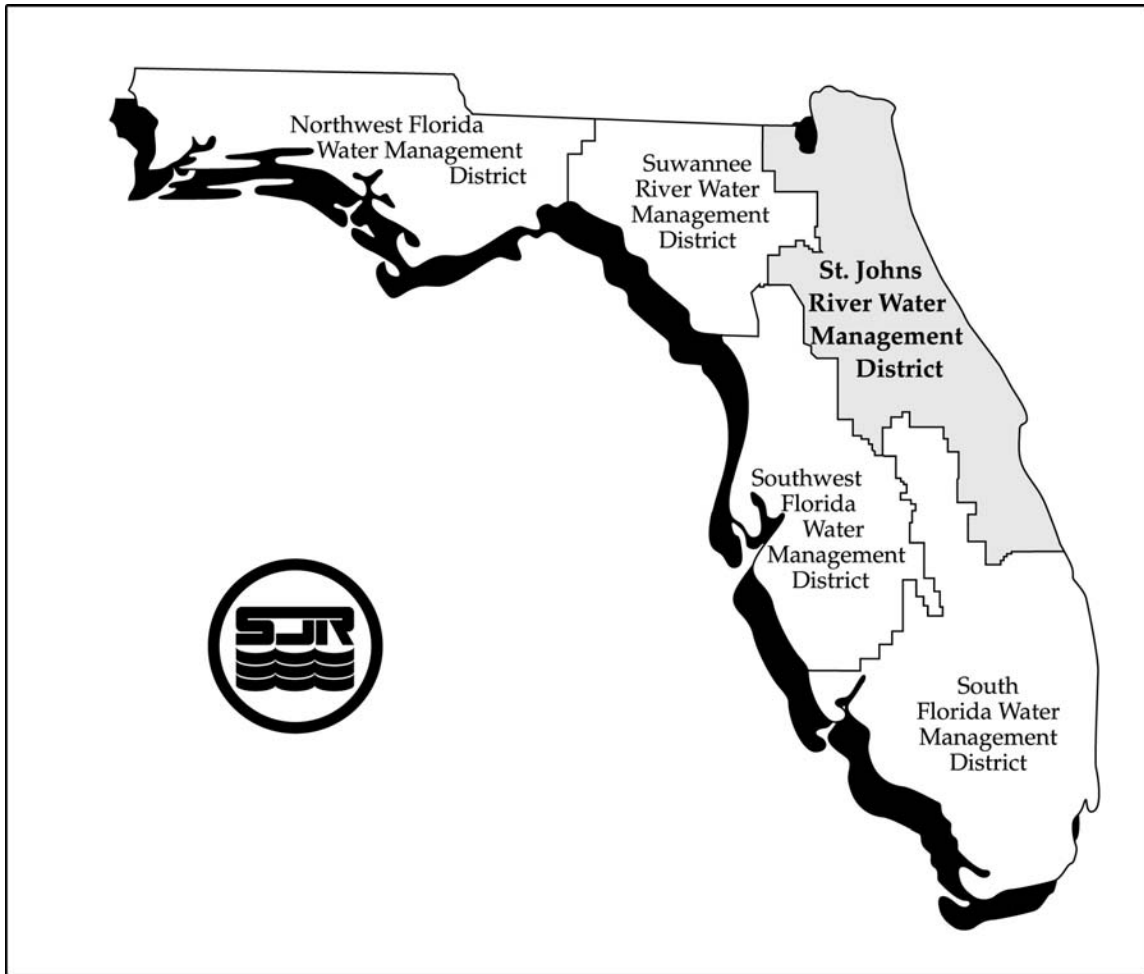 Northwest Florida
Water Management
District
Suwannee
River Water
Management
District
St. Johns
River Water
Management
District
Southwest
Florida
Water
Management
District
SJR
South
Florida Water
Management
District